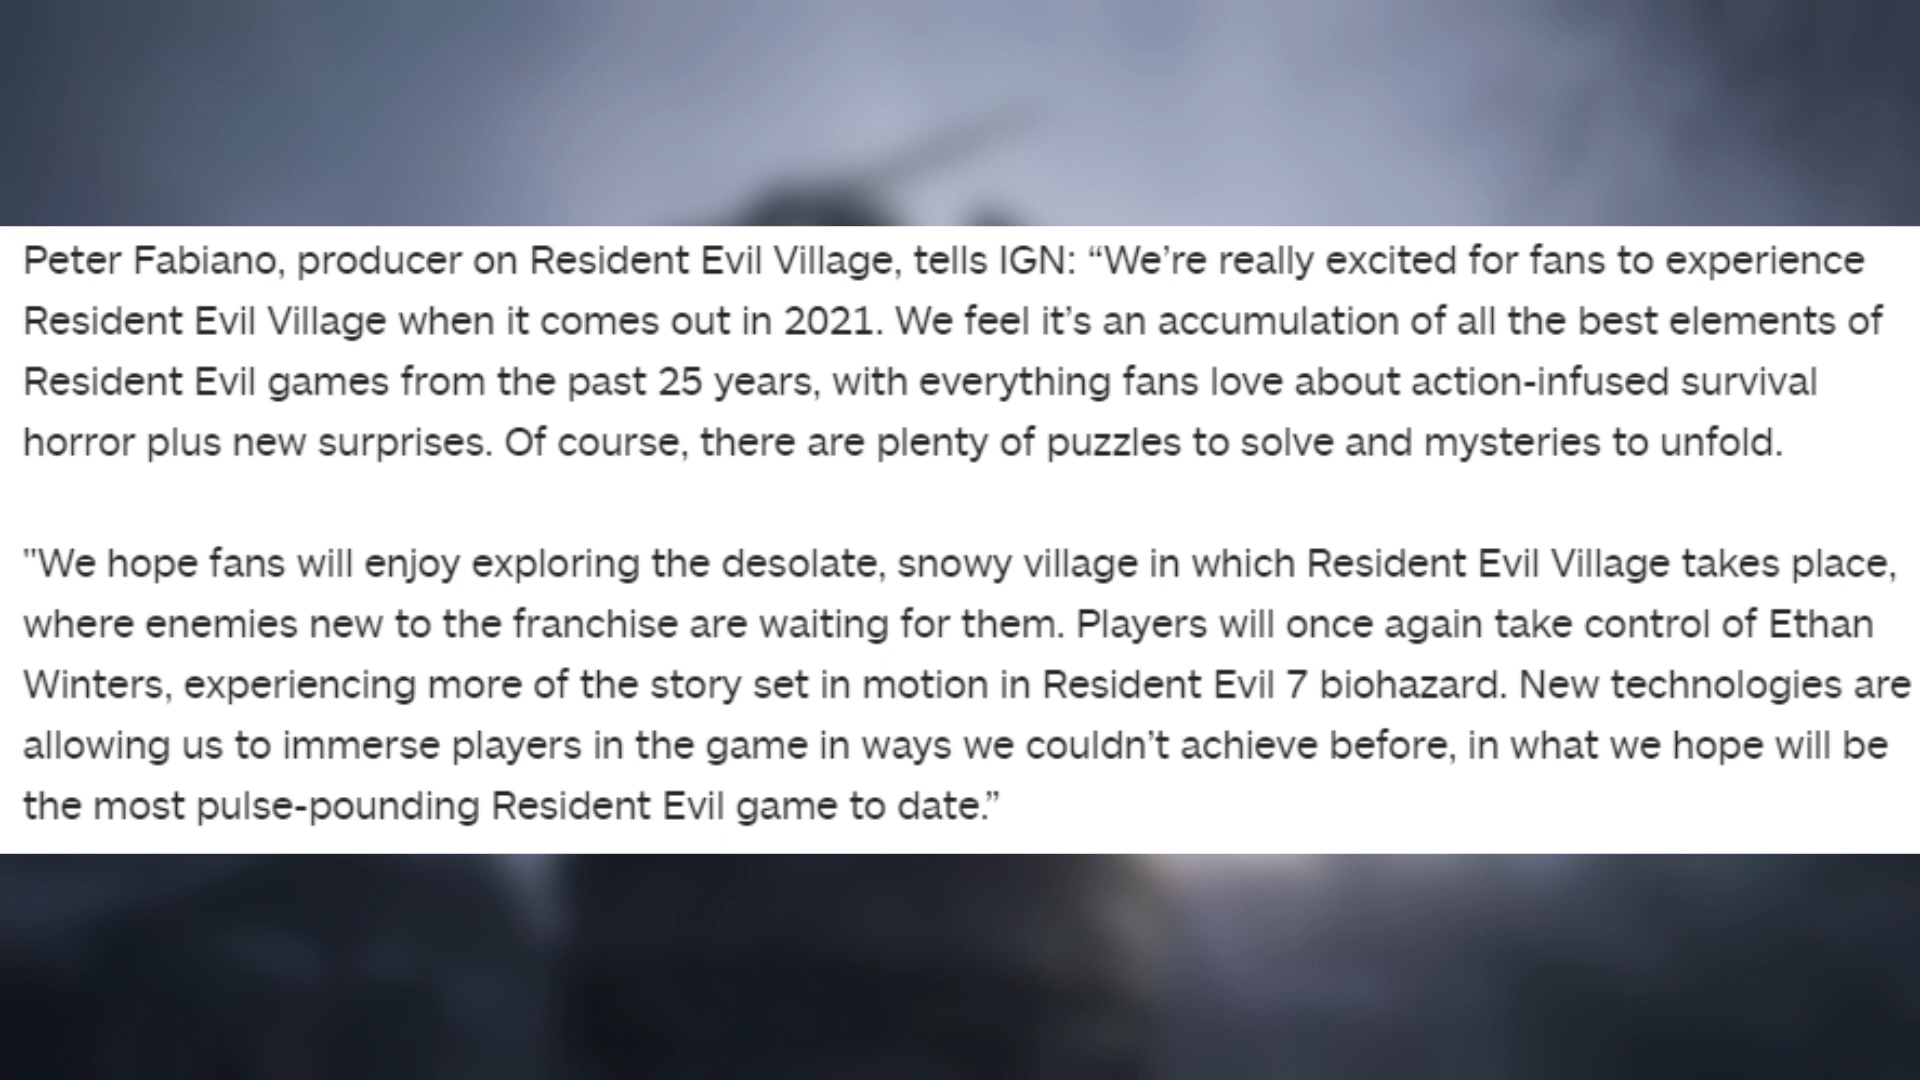 Peter Fabiano, producer on Resident Evil Village, tells IGN: “We’re really excited for fans to experience
Resident Evil Village when it comes out in 2021. We feel it’s an accumulation of all the best elements of
Resident Evil games from the past 25 years, with everything fans love about action-infused survival
horror plus new surprises. Of course, there are plenty of puzzles to solve and mysteries to unfold.
"We hope fans will enjoy exploring the desolate, snowy village in which Resident Evil Village takes place,
where enemies new to the franchise are waiting for them. Players will once again take control of Ethan
Winters, experiencing more of the story set in motion in Resident Evil 7 biohazard. New technologies are
allowing us to immerse players in the game in ways we couldn’t achieve before, in what we hope will be
the most pulse-pounding Resident Evil game to date.”